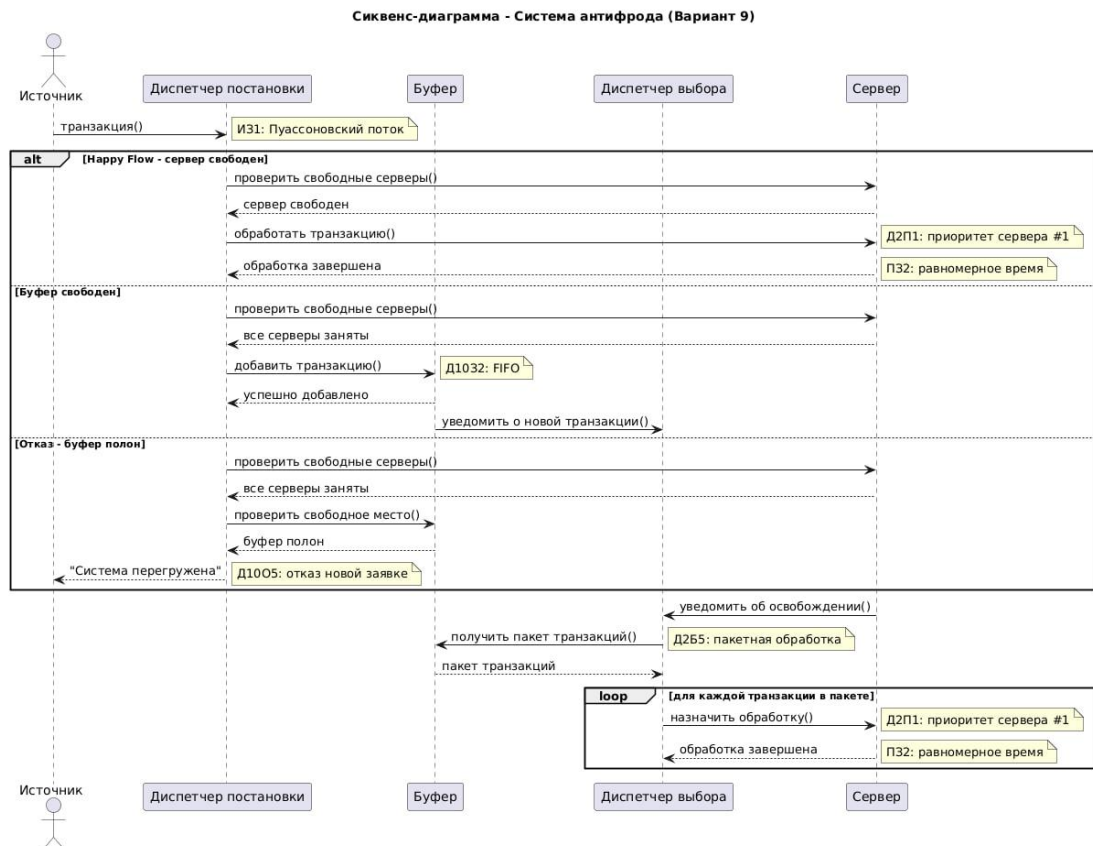 Сиквенс-диаграмма - Система антифрода (Вариант 9)
Источник
Диспетчер постановки
Буфер
Диспетчер выбора
Сервер
транзакция()
ИЗ1: Пуассоновский поток
alt
[Happy Flow - сервер свободен]
проверить свободные серверы()
сервер свободен
обработать транзакцию()
Д2П1: приоритет сервера #1
обработка завершена
ПЗ2: равномерное время
[Буфер свободен]
проверить свободные серверы()
все серверы заняты
добавить транзакцию()
Д10З2: FIFO
успешно добавлено
уведомить о новой транзакции()
[Отказ - буфер полон]
проверить свободные серверы()
все серверы заняты
проверить свободное место()
буфер полон
"Система перегружена"
Д10О5: отказ новой заявке
уведомить об освобождении()
получить пакет транзакций()
Д2Б5: пакетная обработка
пакет транзакций
loop
[для каждой транзакции в пакете]
назначить обработку()
Д2П1: приоритет сервера #1
обработка завершена
ПЗ2: равномерное время
Источник
Диспетчер постановки
Буфер
Диспетчер выбора
Сервер